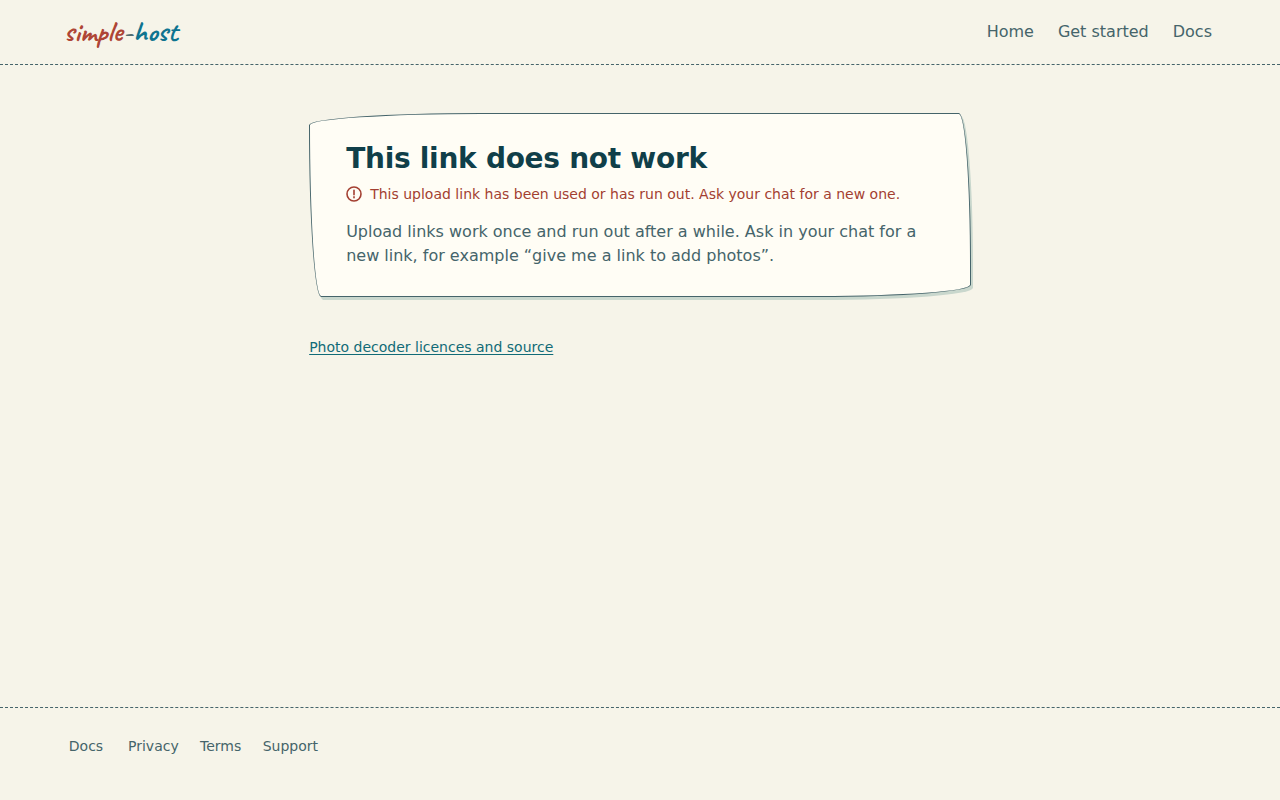 simple-host
Home Get started Docs
This link does not work
This upload link has been used or has run out. Ask your chat for a new one.
Upload links work once and run out after a while. Ask in your chat for a
new link, for example “give me a link to add photos”.
Photo decoder licences and source
Docs Privacy Terms Support